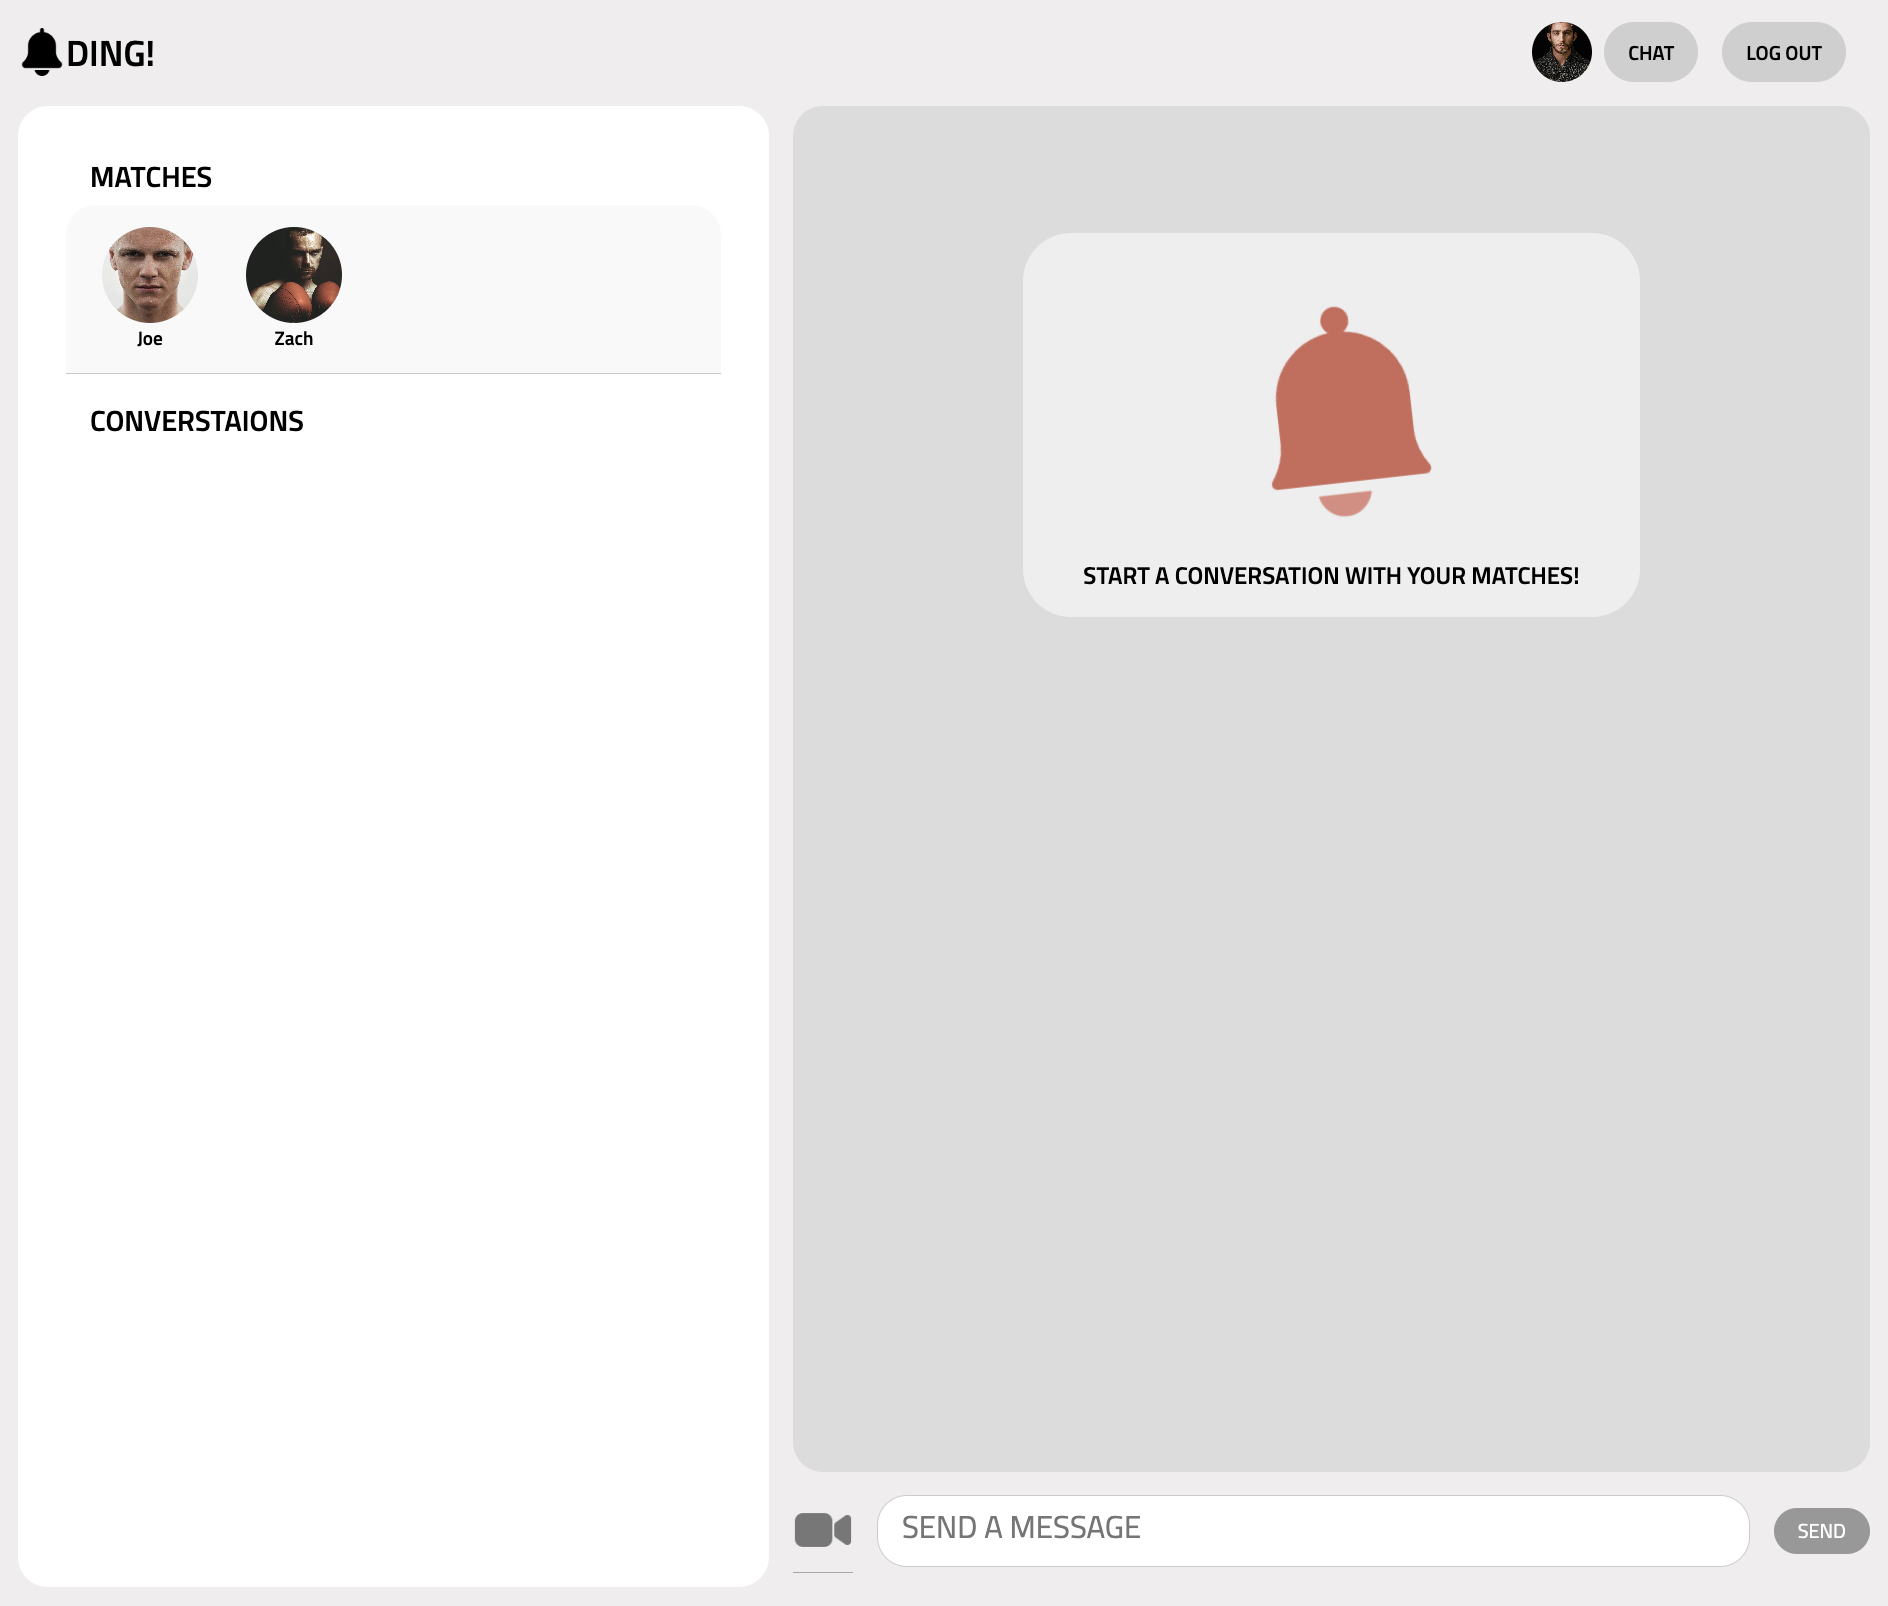 DING!
CHAT
LOG OUT
MATCHES
Joe
Zach
CONVERSTAIONS
START A CONVERSATION WITH YOUR MATCHES!
SEND A MESSAGE
SEND